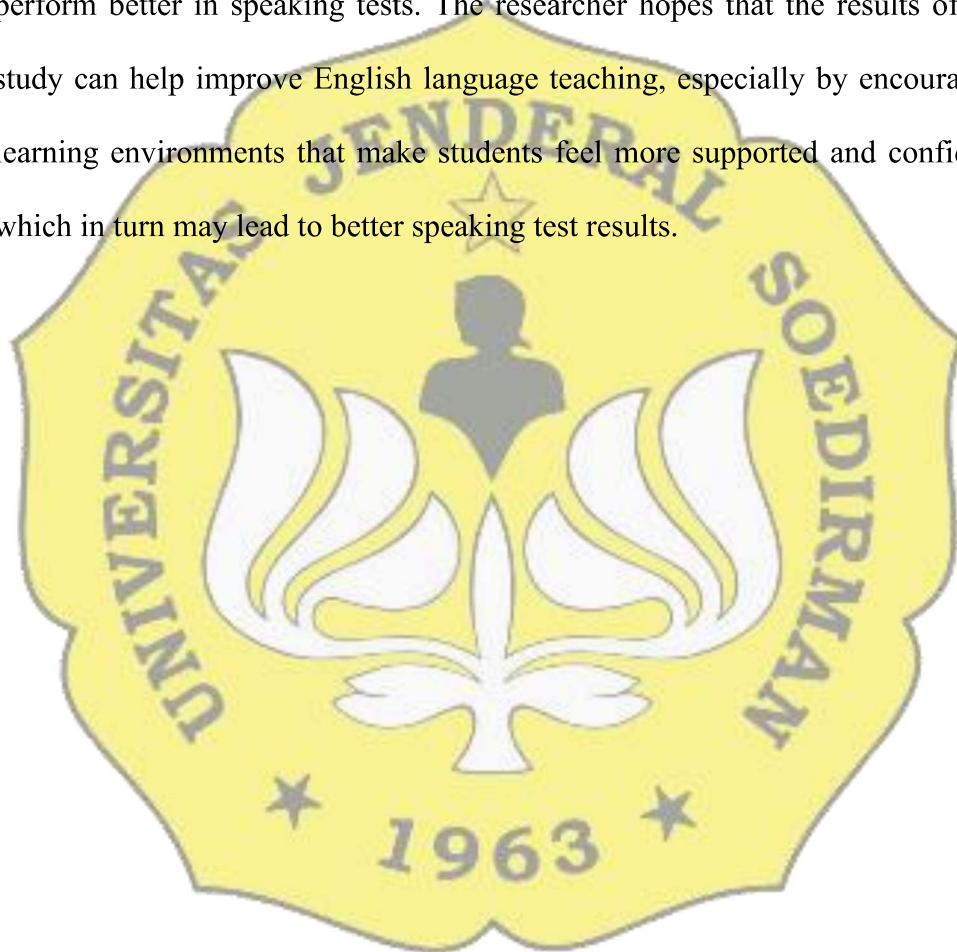 perform better in speaking tests. The researcher hopes that the results of
study can help improve English language teaching, especially by encoura
learning environments that make students feel more supported and confid
which in turn may lead to better speaking test results.
UNIVERSITAS JENDERAL SOEDIRMAN
1963